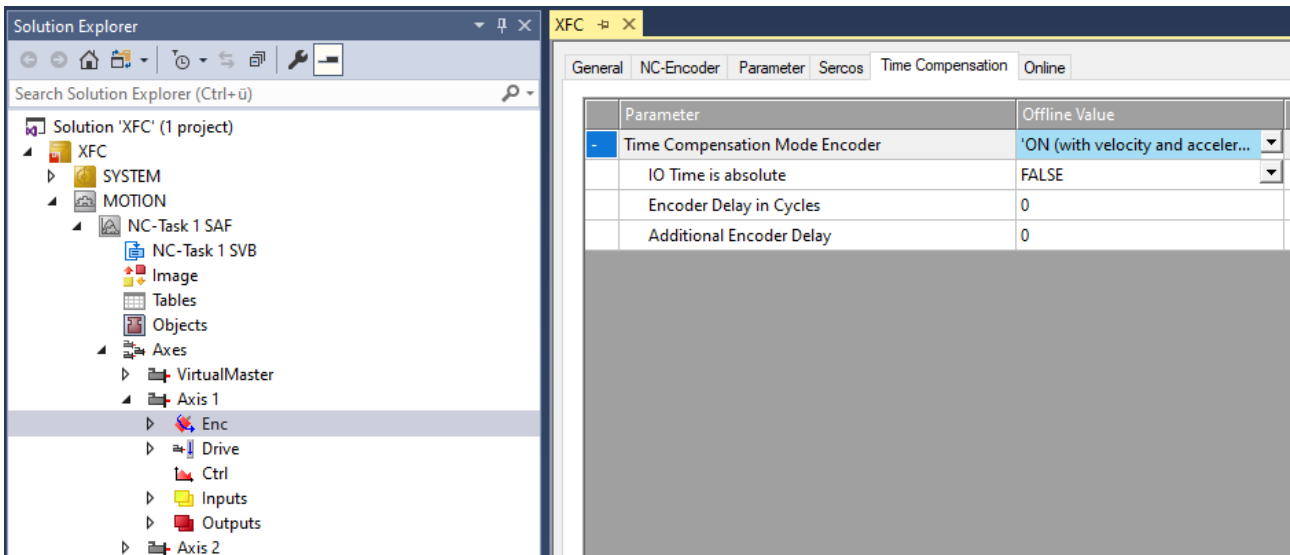 Solution Explorer
Search Solution Explorer (Ctrl+ü)
Solution 'XFC' (1 project)
XFC
SYSTEM
MOTION
NC-Task 1 SAF
NC-Task 1 SVB
Image
Tables
Objects
Axes
VirtualMaster
Axis 1
Enc
Drive
Ctrl
Inputs
Outputs
Axis 2
XFC
General NC-Encoder Parameter Sercos Time Compensation Online
Parameter Offline Value
- Time Compensation Mode Encoder 'ON (with velocity and acceler...
IO Time is absolute FALSE
Encoder Delay in Cycles 0
Additional Encoder Delay 0